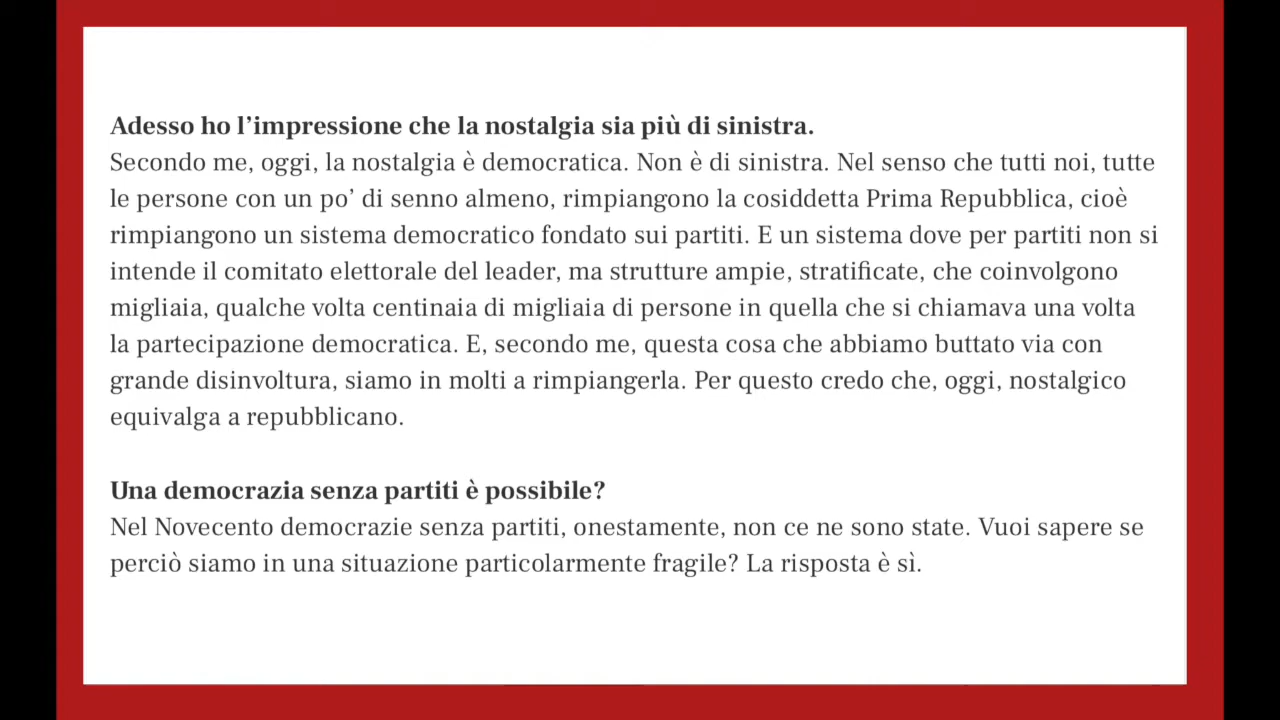 Adesso ho l’impressione che la nostalgia sia più di sinistra.
Secondo me, oggi, la nostalgia è democratica. Non è di sinistra. Nel senso che tutti noi, tutte
le persone con un po’ di senno almeno, rimpiangono la cosiddetta Prima Repubblica, cioè
rimpiangono un sistema democratico fondato sui partiti. E un sistema dove per partiti non si
intende il comitato elettorale del leader, ma strutture ampie, stratificate, che coinvolgono
migliaia, qualche volta centinaia di migliaia di persone in quella che si chiamava una volta
la partecipazione democratica. E, secondo me, questa cosa che abbiamo buttato via con
grande disinvoltura, siamo in molti a rimpiangerla. Per questo credo che, oggi, nostalgico
equivalga a repubblicano.
Una democrazia senza partiti è possibile?
Nel Novecento democrazie senza partiti, onestamente, non ce ne sono state. Vuoi sapere se
perciò siamo in una situazione particolarmente fragile? La risposta è sì.